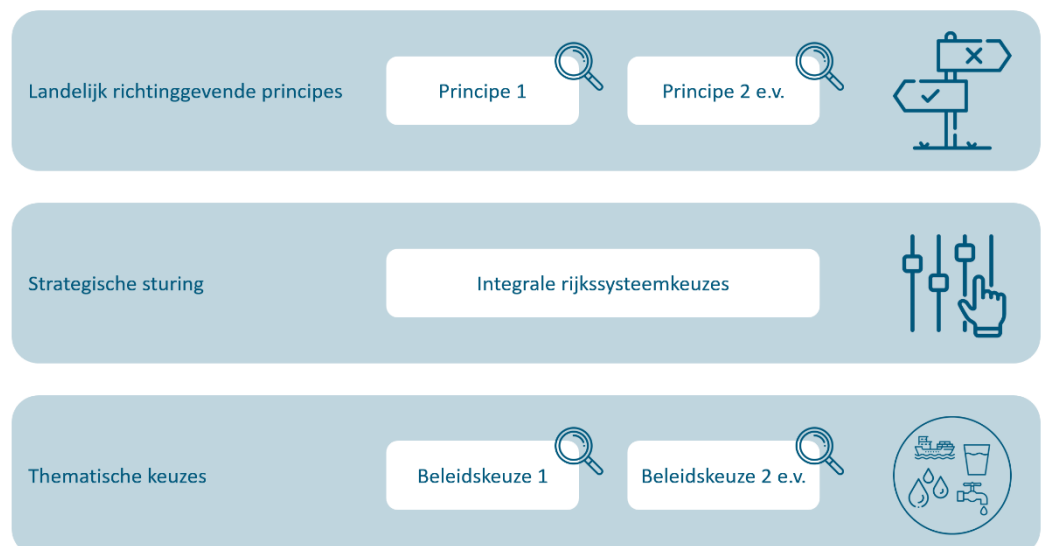 Landelijk richtinggevende principes
Principe 1
Principe 2 e.v.
Strategische sturing
Integrale rijkssysteemkeuzes
Thematische keuzes
Beleidskeuze 1
Beleidskeuze 2 e.v.